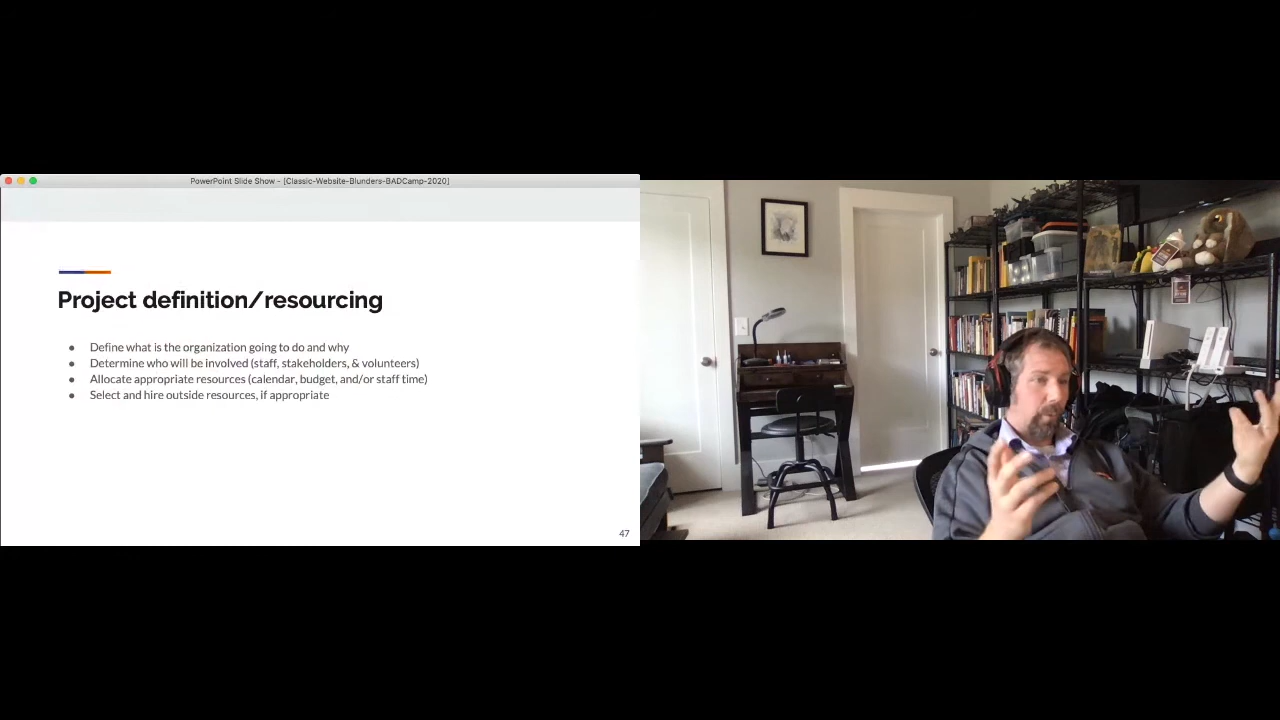 PowerPoint Slide Show - [Classic-Website-Blunders-BADCamp-2020]
Project definition/resourcing
● Define what is the organization going to do and why
● Determine who will be involved (staff, stakeholders, & volunteers)
● Allocate appropriate resources (calendar, budget, and/or staff time)
● Select and hire outside resources, if appropriate
47